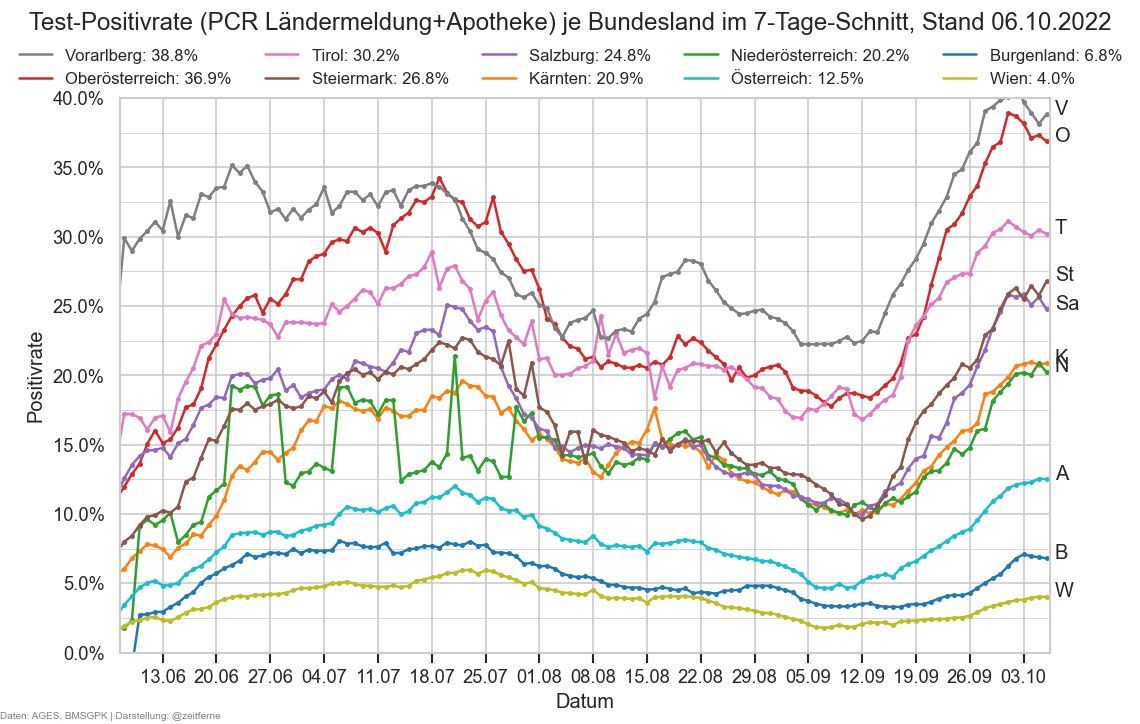 Test-Positivrate (PCR Ländermeldung+Apotheke) je Bundesland im 7-Tage-Schnitt, Stand 06.10.2022
Vorarlberg: 38.8% Tirol: 30.2% Salzburg: 24.8% Niederösterreich: 20.2% Burgenland: 6.8%
Oberösterreich: 36.9% Steiermark: 26.8% Kärnten: 20.9% Österreich: 12.5% Wien: 4.0%
40.0%
V
O
35.0%
30.0%
T
St
25.0%
Sa
K
N
20.0%
15.0%
A
10.0%
B
5.0%
W
0.0%
Positivrate
13.06 20.06 27.06 04.07 11.07 18.07 25.07 01.08 08.08 15.08 22.08 29.08 05.09 12.09 19.09 26.09 03.10
Datum
Daten: AGES, BMSGPK | Darstellung: @zeitferne